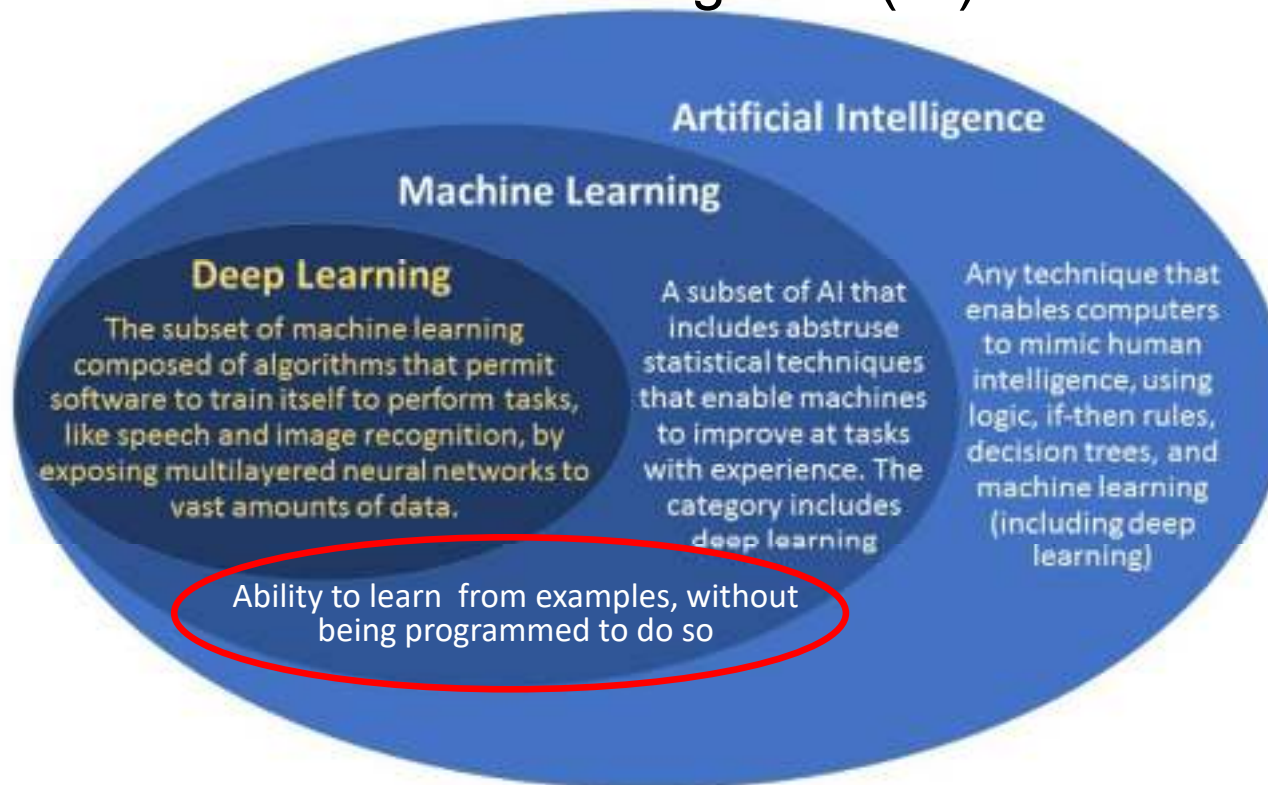 Artificial Intelligence
Machine Learning
Deep Learning
The subset of machine learning
composed of algorithms that permit
software to train itself to perform tasks,
like speech and image recognition, by
exposing multilayered neural networks to
vast amounts of data.
A subset of AI that
includes abstruse
statistical techniques
that enable machines
to improve at tasks
with experience. The
category includes
deep learning
Any technique that
enables computers
to mimic human
intelligence, using
logic, if-then rules,
decision trees, and
machine learning
(including deep
learning)
Ability to learn from examples, without
being programmed to do so